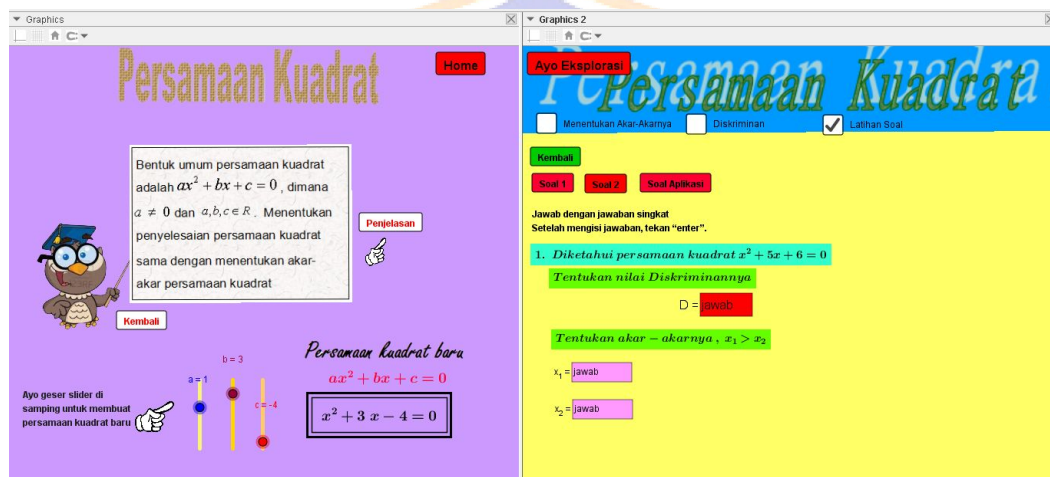 Graphics
Persamaan Kuadrat
Home
Bentuk umum persamaan kuadrat
adalah ax² + bx + c = 0 , dimana
a ≠ 0 dan a,b,c ∈ R . Menentukan
penyelesaian persamaan kuadrat
sama dengan menentukan akar-
akar persamaan kuadrat
Penjelasan
Kembali
Ayo geser slider di
samping untuk membuat
persamaan kuadrat baru
a = 1
b = 3
c = -4
Persamaan kuadrat baru
ax² + bx + c = 0
x² + 3 x − 4 = 0
Graphics 2
Ayo Eksplorasi
Persamaan Kuadrat
Persamaan Kuadrat
Menentukan Akar-Akarnya
Diskriminan
Latihan Soal
Kembali
Soal 1
Soal 2
Soal Aplikasi
Jawab dengan jawaban singkat
Setelah mengisi jawaban, tekan “enter”.
1. Diketahui persamaan kuadrat x² + 5x + 6 = 0
Tentukan nilai Diskriminannya
D = jawab
Tentukan akar − akarnya , x₁ > x₂
x₁ = jawab
x₂ = jawab